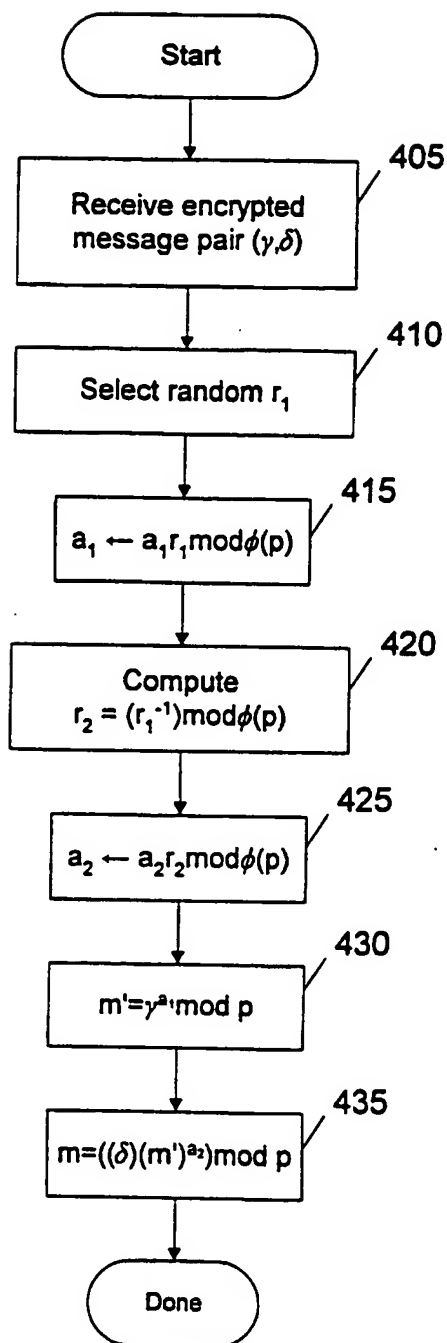 Start
405
Receive encrypted
message pair (γ,δ)
410
Select random r₁
415
a₁ ← a₁r₁modϕ(p)
420
Compute
r₂ = (r₁⁻¹)modϕ(p)
425
a₂ ← a₂r₂modϕ(p)
430
m'=γ^a₁mod p
435
m=((δ)(m')^a₂)mod p
Done